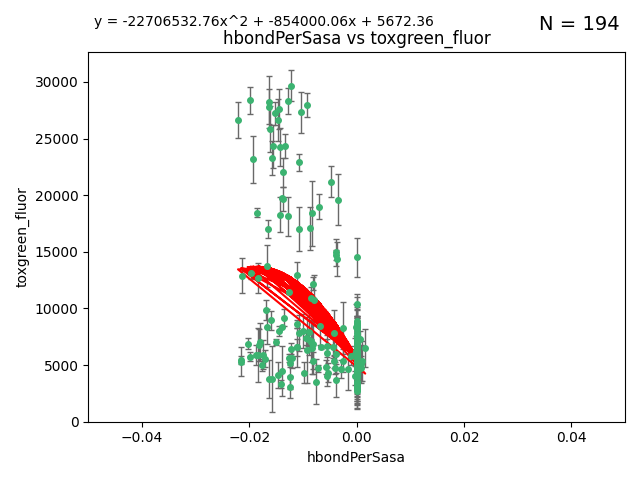 y = -22706532.76x^2 + -854000.06x + 5672.36
N = 194
hbondPerSasa vs toxgreen_fluor
30000
25000
20000
15000
10000
5000
0
toxgreen_fluor
−0.04
−0.02
0.00
0.02
0.04
hbondPerSasa